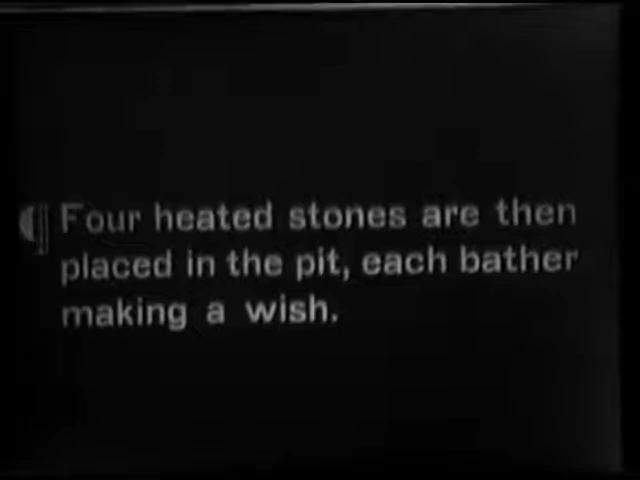 ¶ Four heated stones are then
placed in the pit, each bather
making a wish.